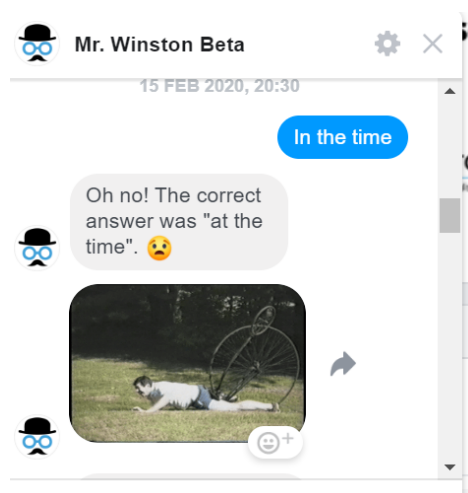 Mr. Winston Beta
15 FEB 2020, 20:30
In the time
Oh no! The correct
answer was "at the
time". 😧